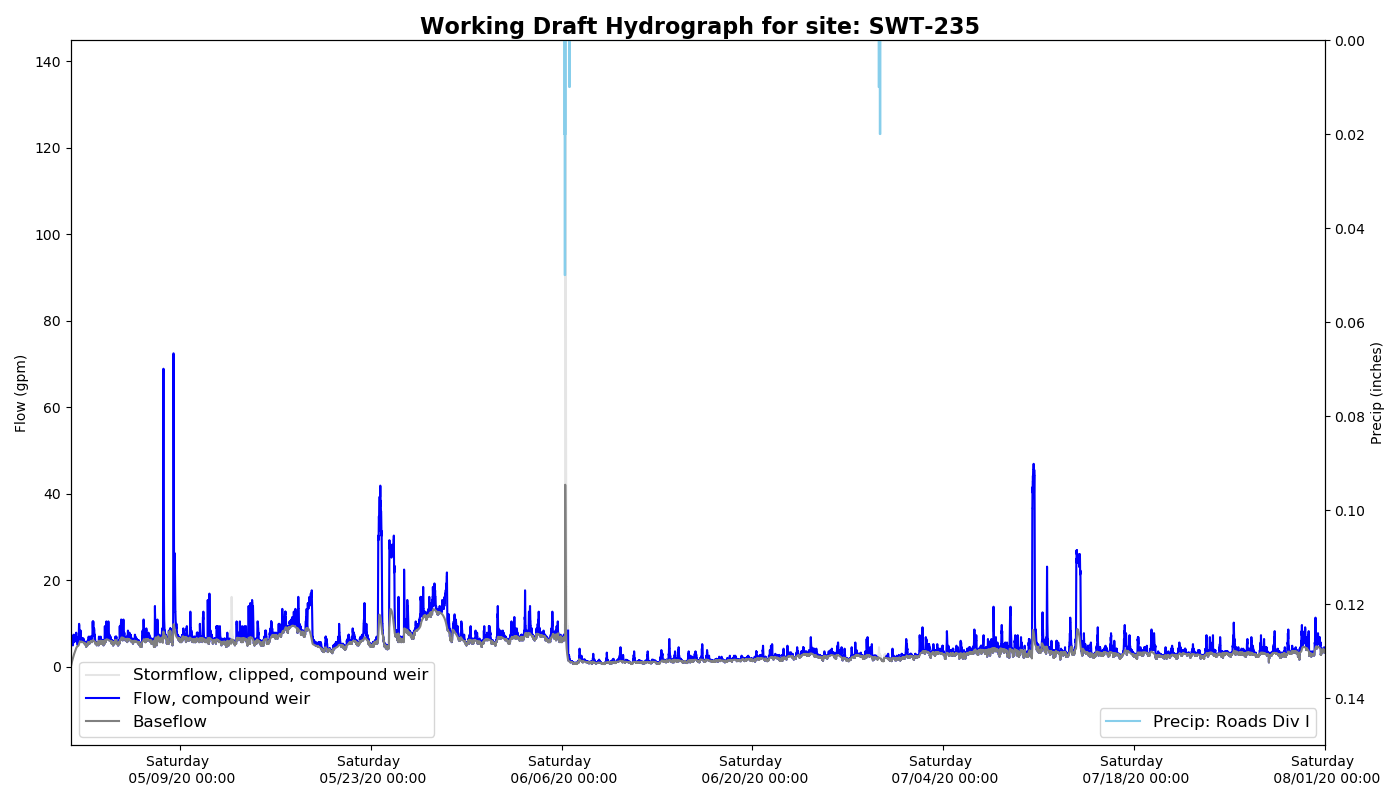 Working Draft Hydrograph for site: SWT-235
140
120
100
80
60
40
20
0
Flow (gpm)
0.00
0.02
0.04
0.06
0.08
0.10
0.12
0.14
Precip (inches)
Stormflow, clipped, compound weir
Flow, compound weir
Baseflow
Precip: Roads Div I
Saturday
05/09/20 00:00
Saturday
05/23/20 00:00
Saturday
06/06/20 00:00
Saturday
06/20/20 00:00
Saturday
07/04/20 00:00
Saturday
07/18/20 00:00
Saturday
08/01/20 00:00